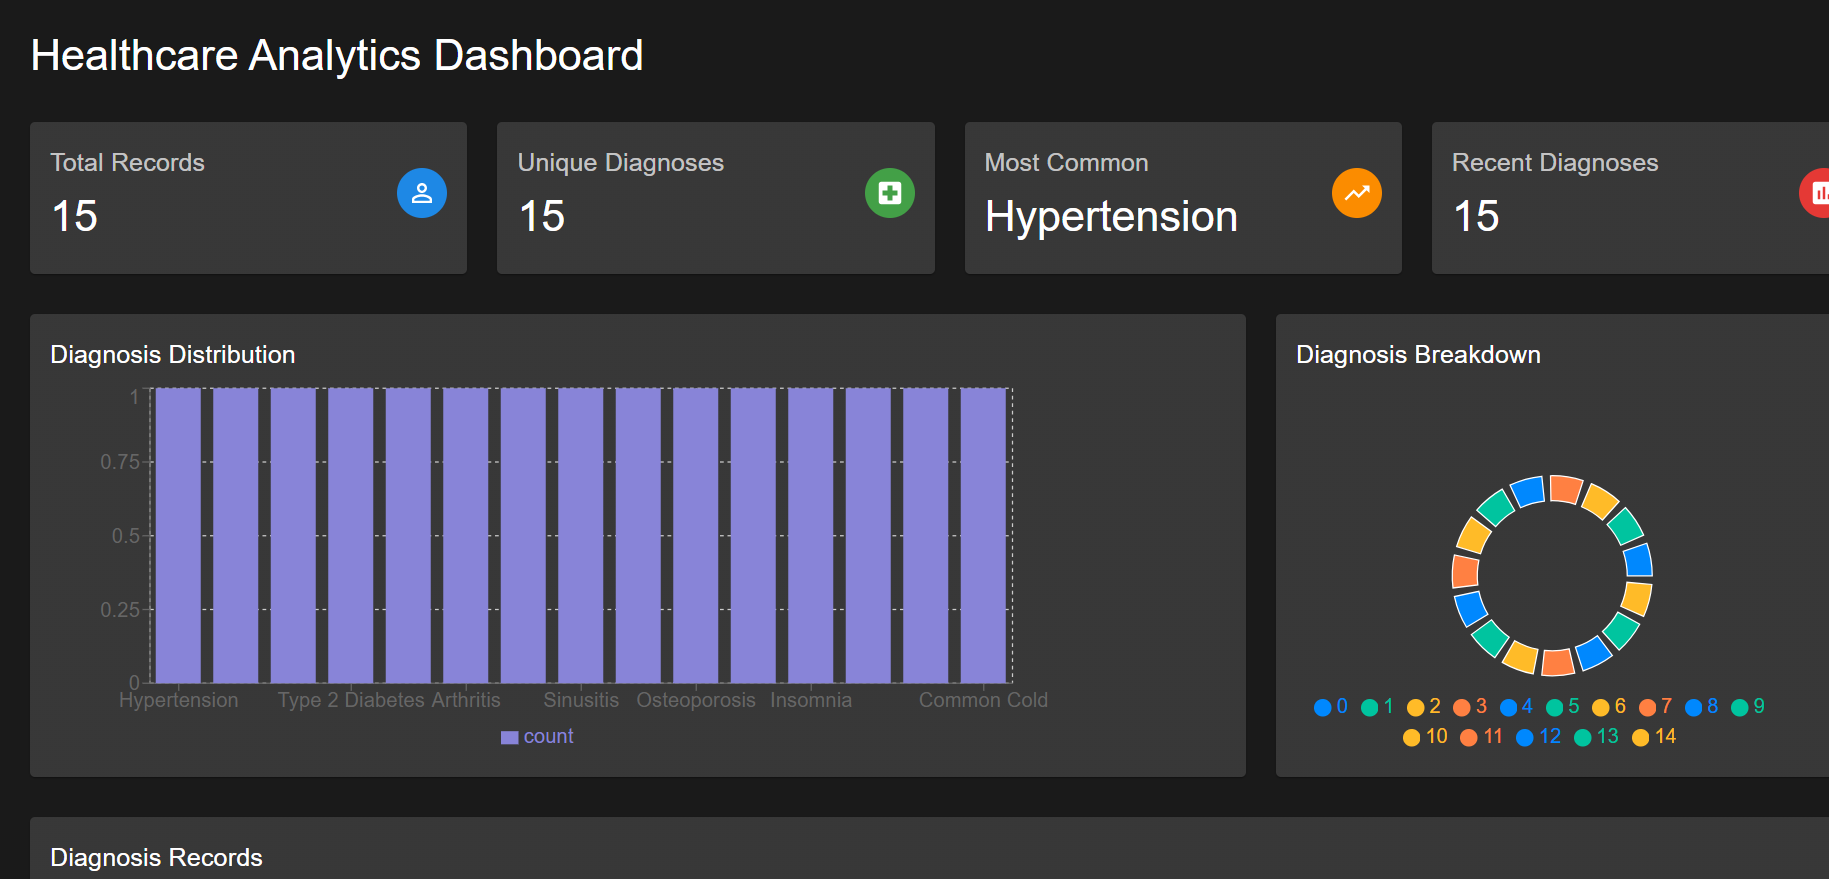 Healthcare Analytics Dashboard
Total Records
15
Unique Diagnoses
15
Most Common
Hypertension
Recent Diagnoses
15
Diagnosis Distribution
1
0.75
0.5
0.25
0
Hypertension Type 2 Diabetes Arthritis Sinusitis Osteoporosis Insomnia Common Cold
count
Diagnosis Breakdown
0 1 2 3 4 5 6 7 8 9
10 11 12 13 14
Diagnosis Records